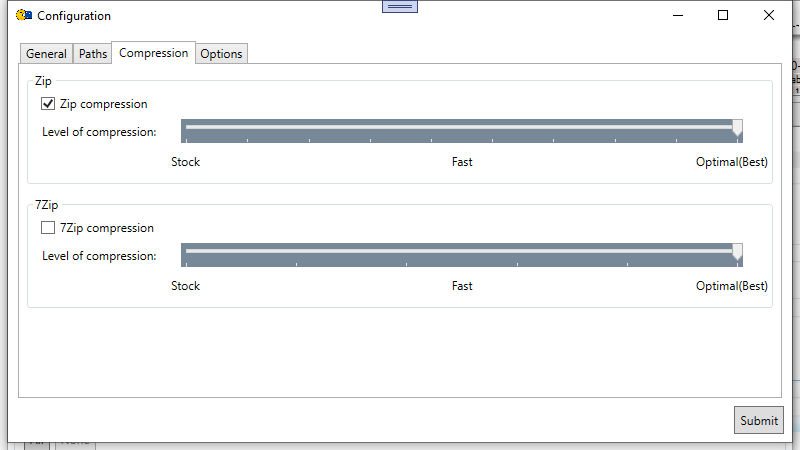 Configuration
General Paths Compression Options
Zip
Zip compression
Level of compression:
Stock Fast Optimal(Best)
7Zip
7Zip compression
Level of compression:
Stock Fast Optimal(Best)
Submit